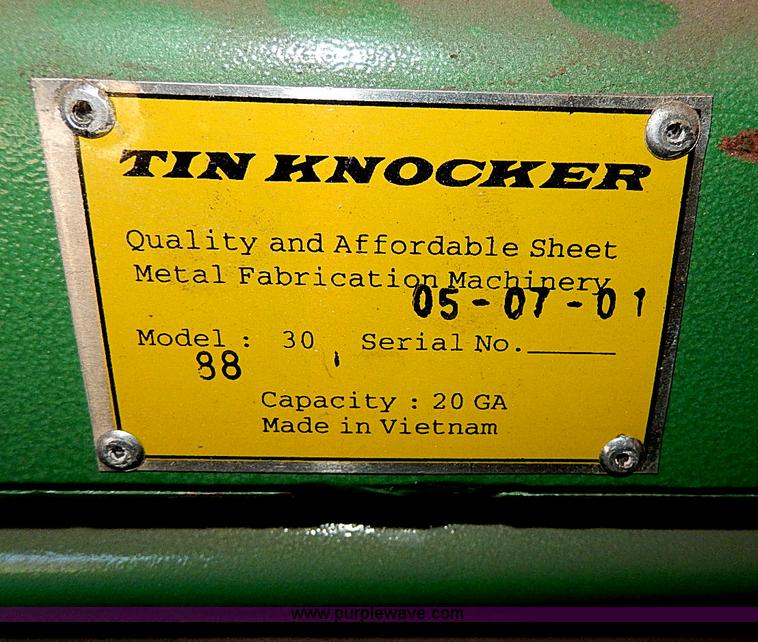 TIN KNOCKER
Quality and Affordable Sheet
Metal Fabrication Machinery
05-07-01
Model : 30 Serial No.
88
Capacity : 20 GA
Made in Vietnam
www.purplewave.com